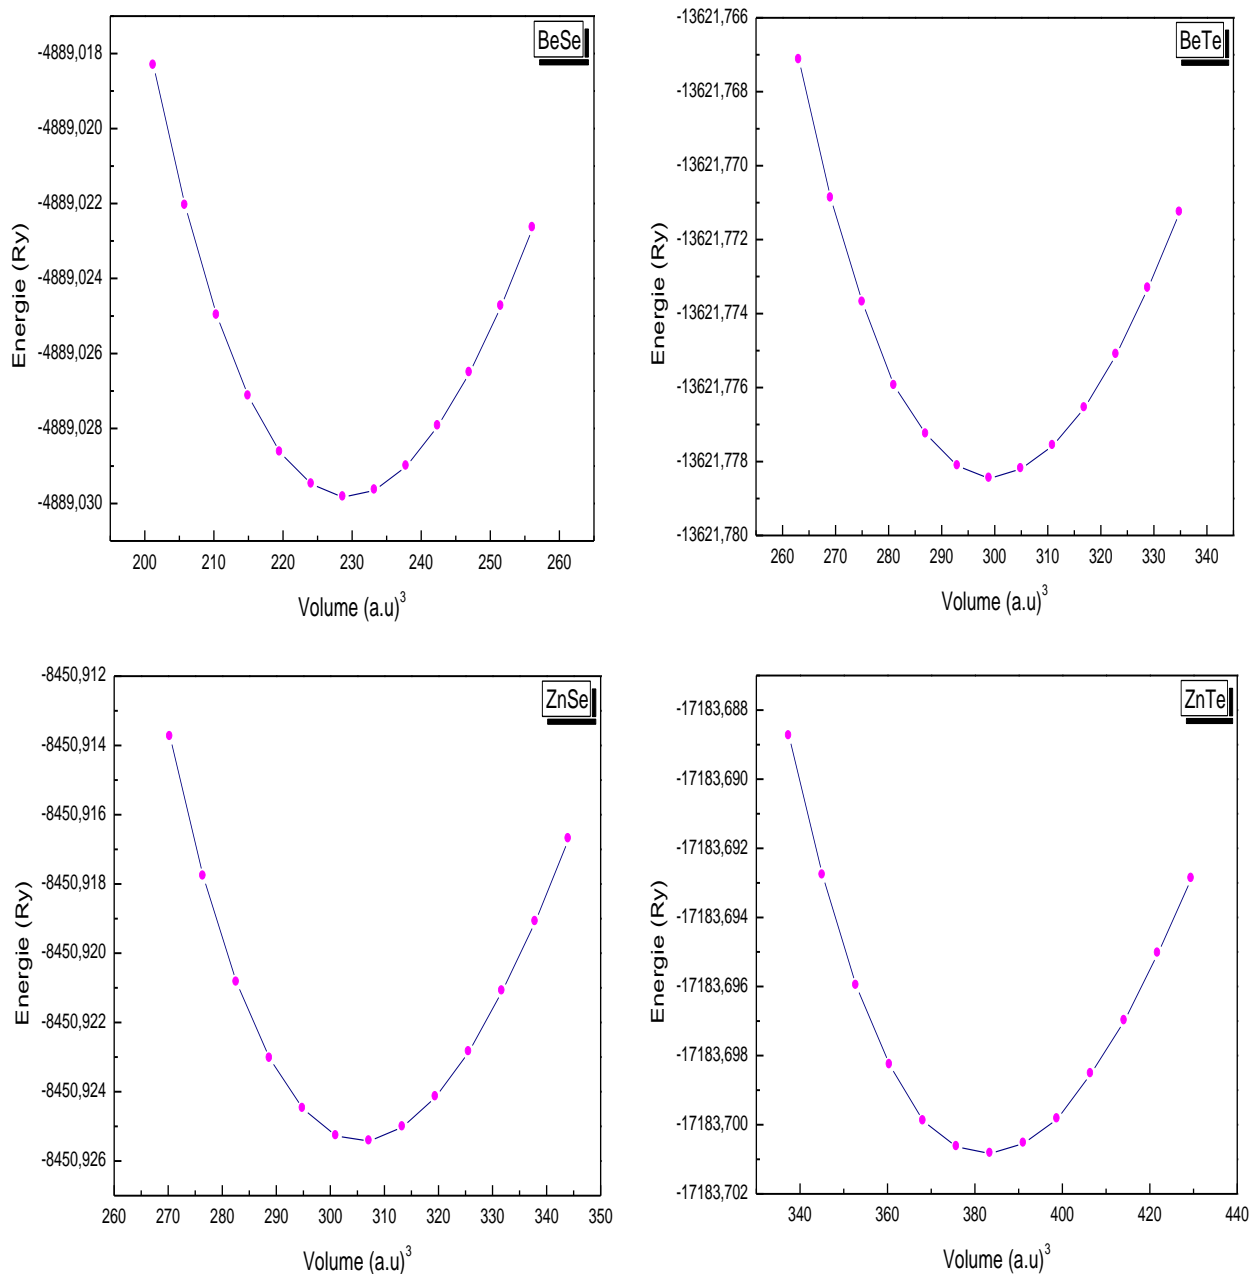 BeSe
-4889,018
-4889,020
-4889,022
-4889,024
-4889,026
-4889,028
-4889,030
Energie (Ry)
200 210 220 230 240 250 260
Volume (a.u)³
BeTe
-13621,766
-13621,768
-13621,770
-13621,772
-13621,774
-13621,776
-13621,778
-13621,780
Energie (Ry)
260 270 280 290 300 310 320 330 340
Volume (a.u)³
ZnSe
-8450,912
-8450,914
-8450,916
-8450,918
-8450,920
-8450,922
-8450,924
-8450,926
Energie (Ry)
260 270 280 290 300 310 320 330 340 350
Volume (a.u)³
ZnTe
-17183,688
-17183,690
-17183,692
-17183,694
-17183,696
-17183,698
-17183,700
-17183,702
Energie (Ry)
340 360 380 400 420 440
Volume (a.u)³